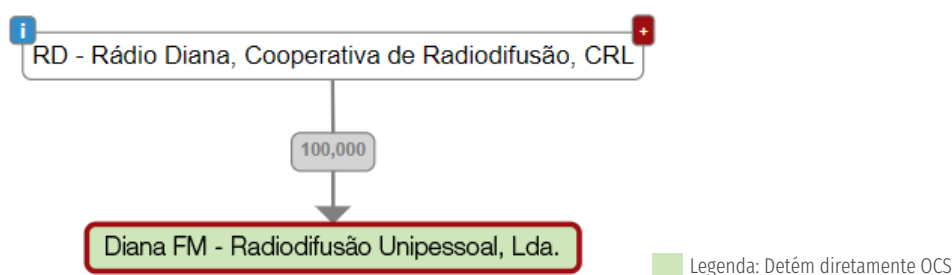 i
+
RD - Rádio Diana, Cooperativa de Radiodifusão, CRL
100,000
Diana FM - Radiodifusão Unipessoal, Lda.
Legenda: Detém diretamente OCS